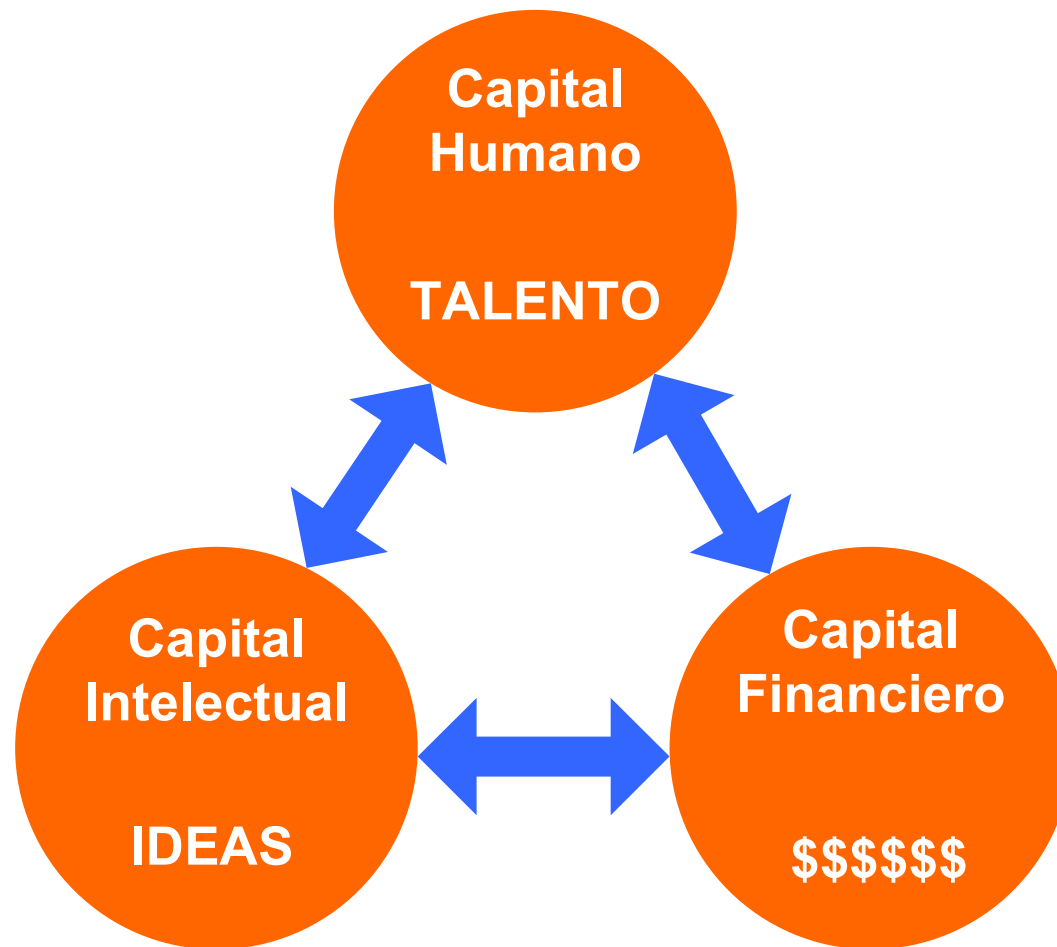 Capital
Humano
TALENTO
Capital
Intelectual
IDEAS
Capital
Financiero
$$$$$$